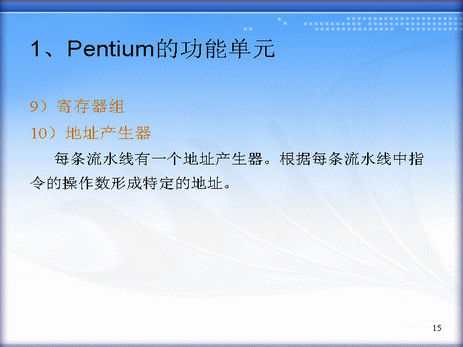 1、Pentium的功能单元
9）寄存器组
10）地址产生器
每条流水线有一个地址产生器。根据每条流水线中指
令的操作数形成特定的地址。
15